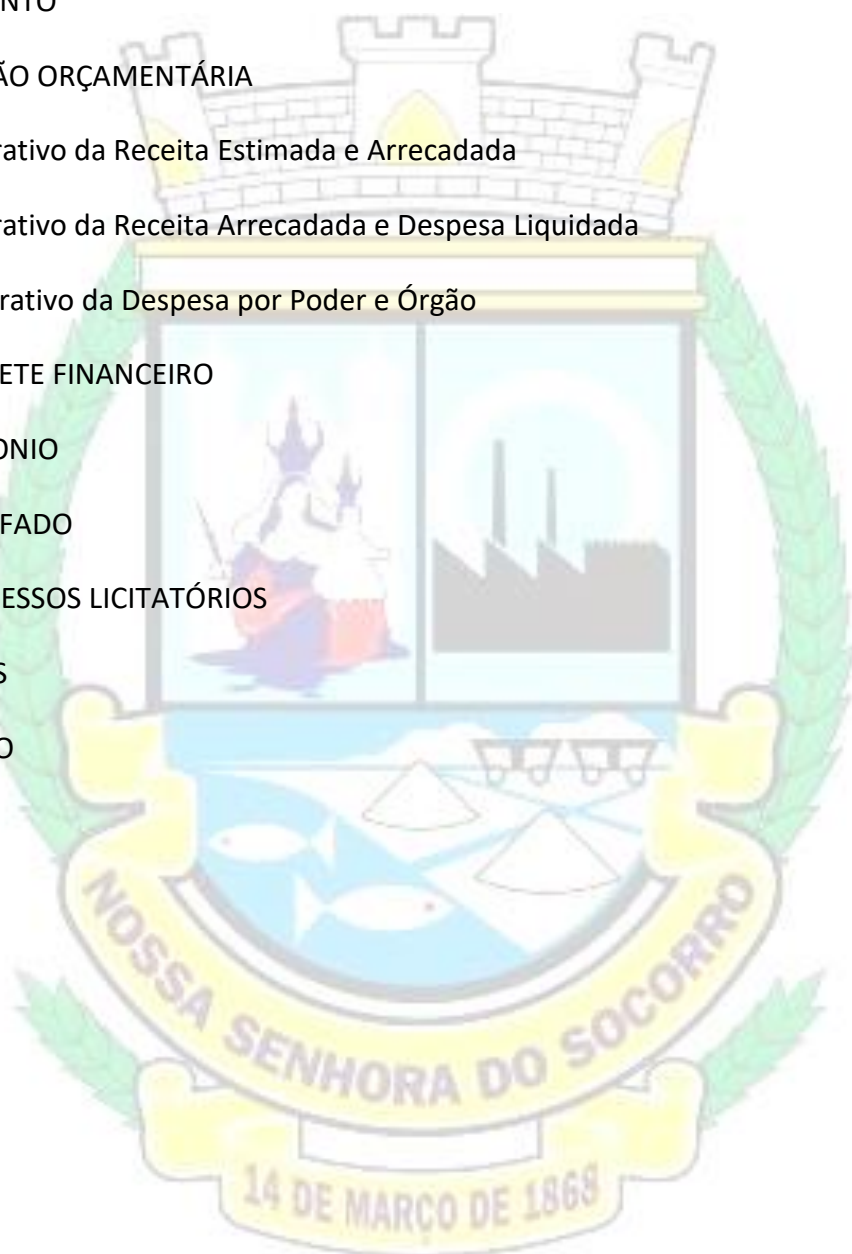 NTO
ÃO ORÇAMENTÁRIA
rativo da Receita Estimada e Arrecadada
rativo da Receita Arrecadada e Despesa Liquidada
rativo da Despesa por Poder e Órgão
ETE FINANCEIRO
ONIO
FADO
ESSOS LICITATÓRIOS
S
O
NOSSA SENHORA DO SOCORRO
14 DE MARÇO DE 1868